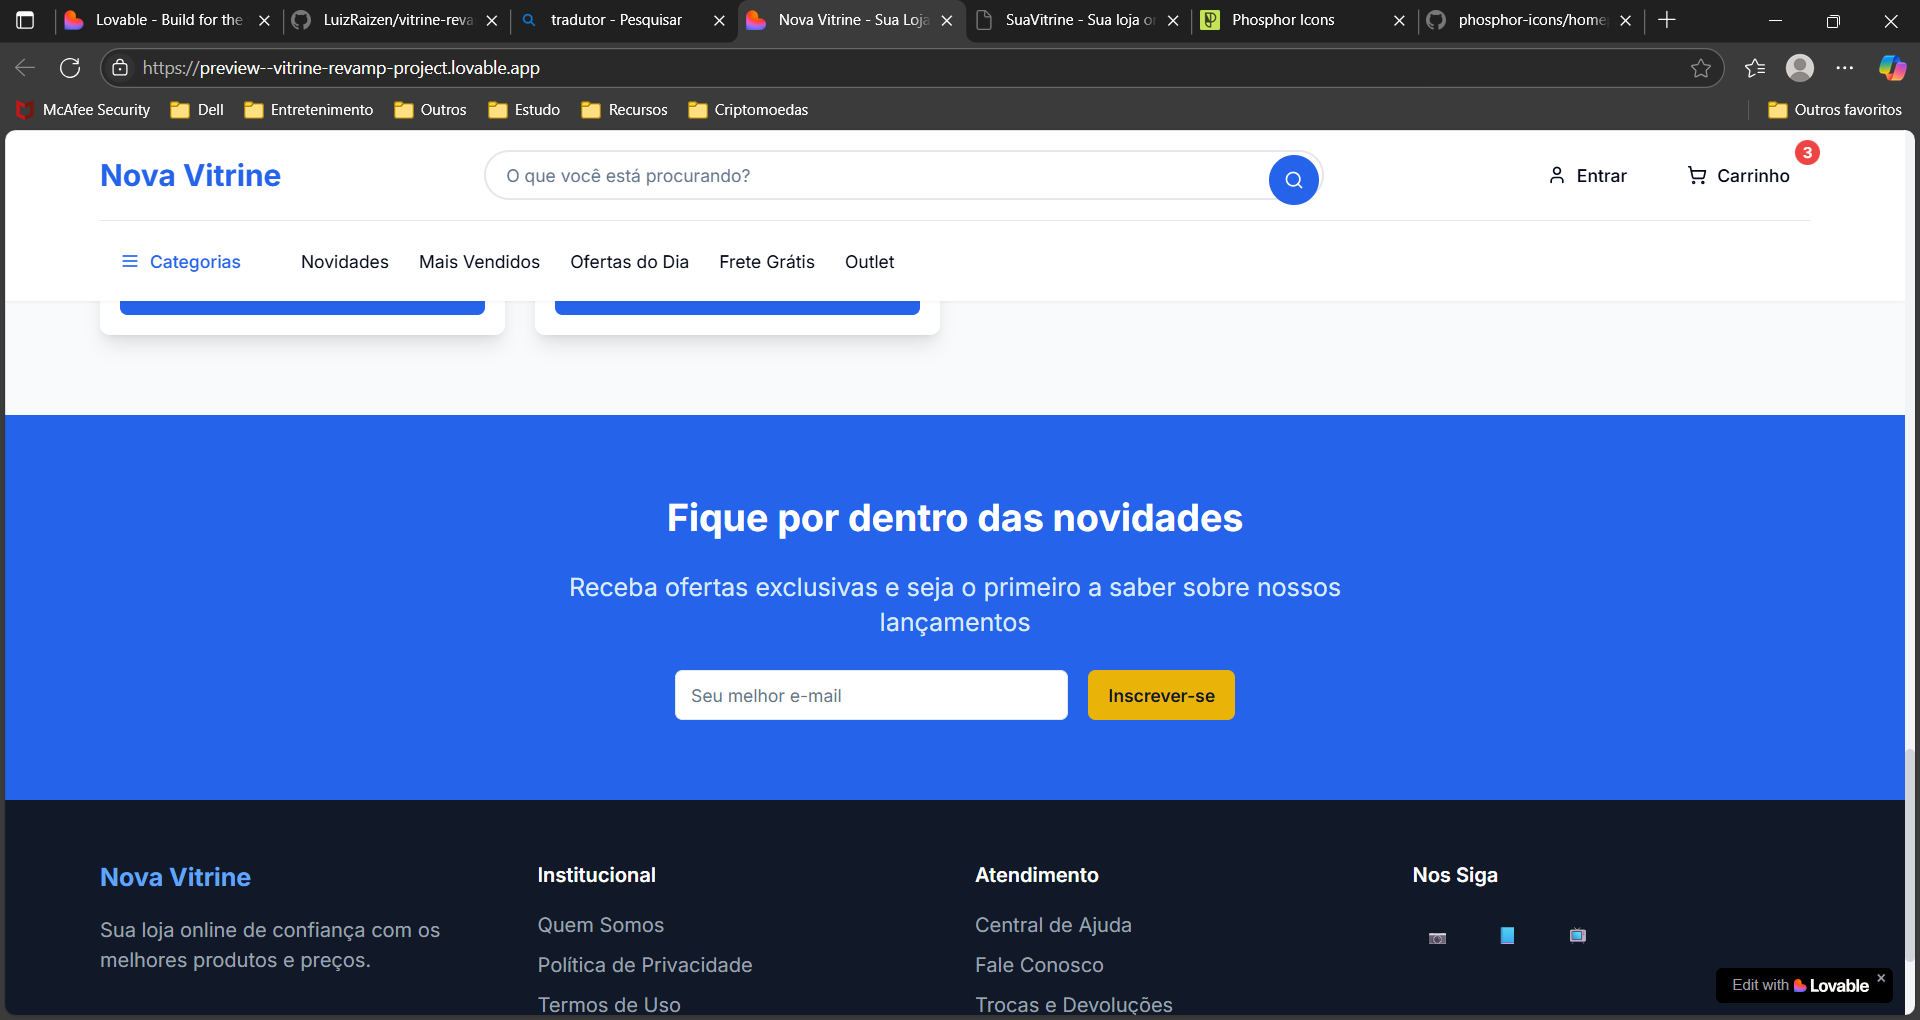 Lovable - Build for the
LuizRaizen/vitrine-reva
tradutor - Pesquisar
Nova Vitrine - Sua Loja
SuaVitrine - Sua loja or
Phosphor Icons
phosphor-icons/home
https://preview--vitrine-revamp-project.lovable.app
McAfee Security
Dell
Entretenimento
Outros
Estudo
Recursos
Criptomoedas
Outros favoritos
Nova Vitrine
O que você está procurando?
Entrar
Carrinho
3
Categorias
Novidades
Mais Vendidos
Ofertas do Dia
Frete Grátis
Outlet
Fique por dentro das novidades
Receba ofertas exclusivas e seja o primeiro a saber sobre nossos
lançamentos
Seu melhor e-mail
Inscrever-se
Nova Vitrine
Sua loja online de confiança com os
melhores produtos e preços.
Institucional
Quem Somos
Política de Privacidade
Termos de Uso
Atendimento
Central de Ajuda
Fale Conosco
Trocas e Devoluções
Nos Siga
Edit with Lovable